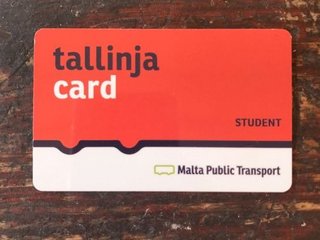 tallinja
card
STUDENT
Malta Public Transport